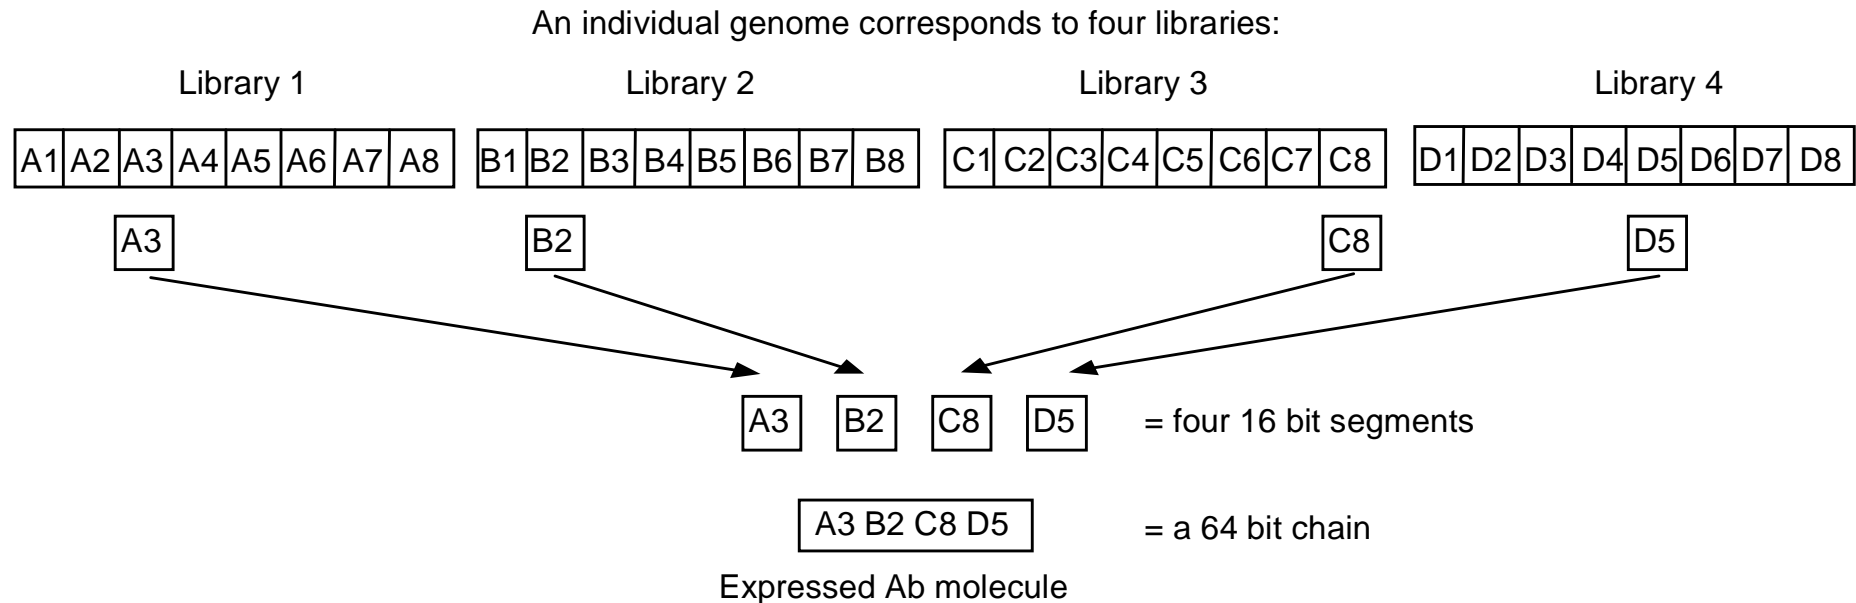 An individual genome corresponds to four libraries:
Library 1 Library 2 Library 3 Library 4
A1 A2 A3 A4 A5 A6 A7 A8 B1 B2 B3 B4 B5 B6 B7 B8 C1 C2 C3 C4 C5 C6 C7 C8 D1 D2 D3 D4 D5 D6 D7 D8
A3 B2 C8 D5
A3 B2 C8 D5 = four 16 bit segments
A3 B2 C8 D5 = a 64 bit chain
Expressed Ab molecule